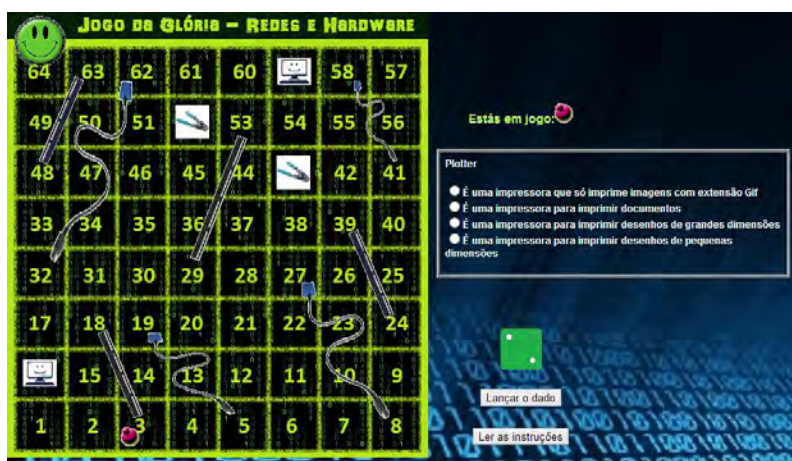 JOGO DA GLÓRIA – REDES E HARDWARE
64 63 62 61 60 58 57
49 50 51 53 54 55 56
48 47 46 45 44 42 41
33 34 35 36 37 38 39 40
32 31 30 29 28 27 26 25
17 18 19 20 21 22 23 24
15 14 13 12 11 10 9
1 2 3 4 5 6 7 8
Estás em jogo:
Plotter
É uma impressora que só imprime imagens com extensão Gif
É uma impressora para imprimir documentos
É uma impressora para imprimir desenhos de grandes dimensões
É uma impressora para imprimir desenhos de pequenas
dimensões
Lançar o dado
Ler as instruções